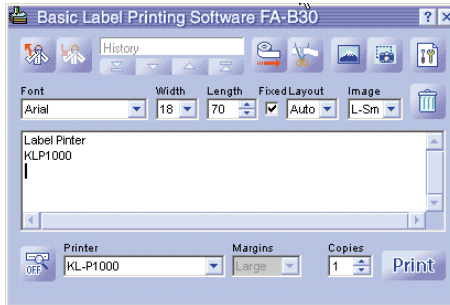 Basic Label Printing Software FA-B30
History
Font Width Length Fixed Layout Image
Arial 18 70 Auto L-Sm
Label Pinter
KLP1000
Printer Margins Copies
OFF KL-P1000 Large 1 Print